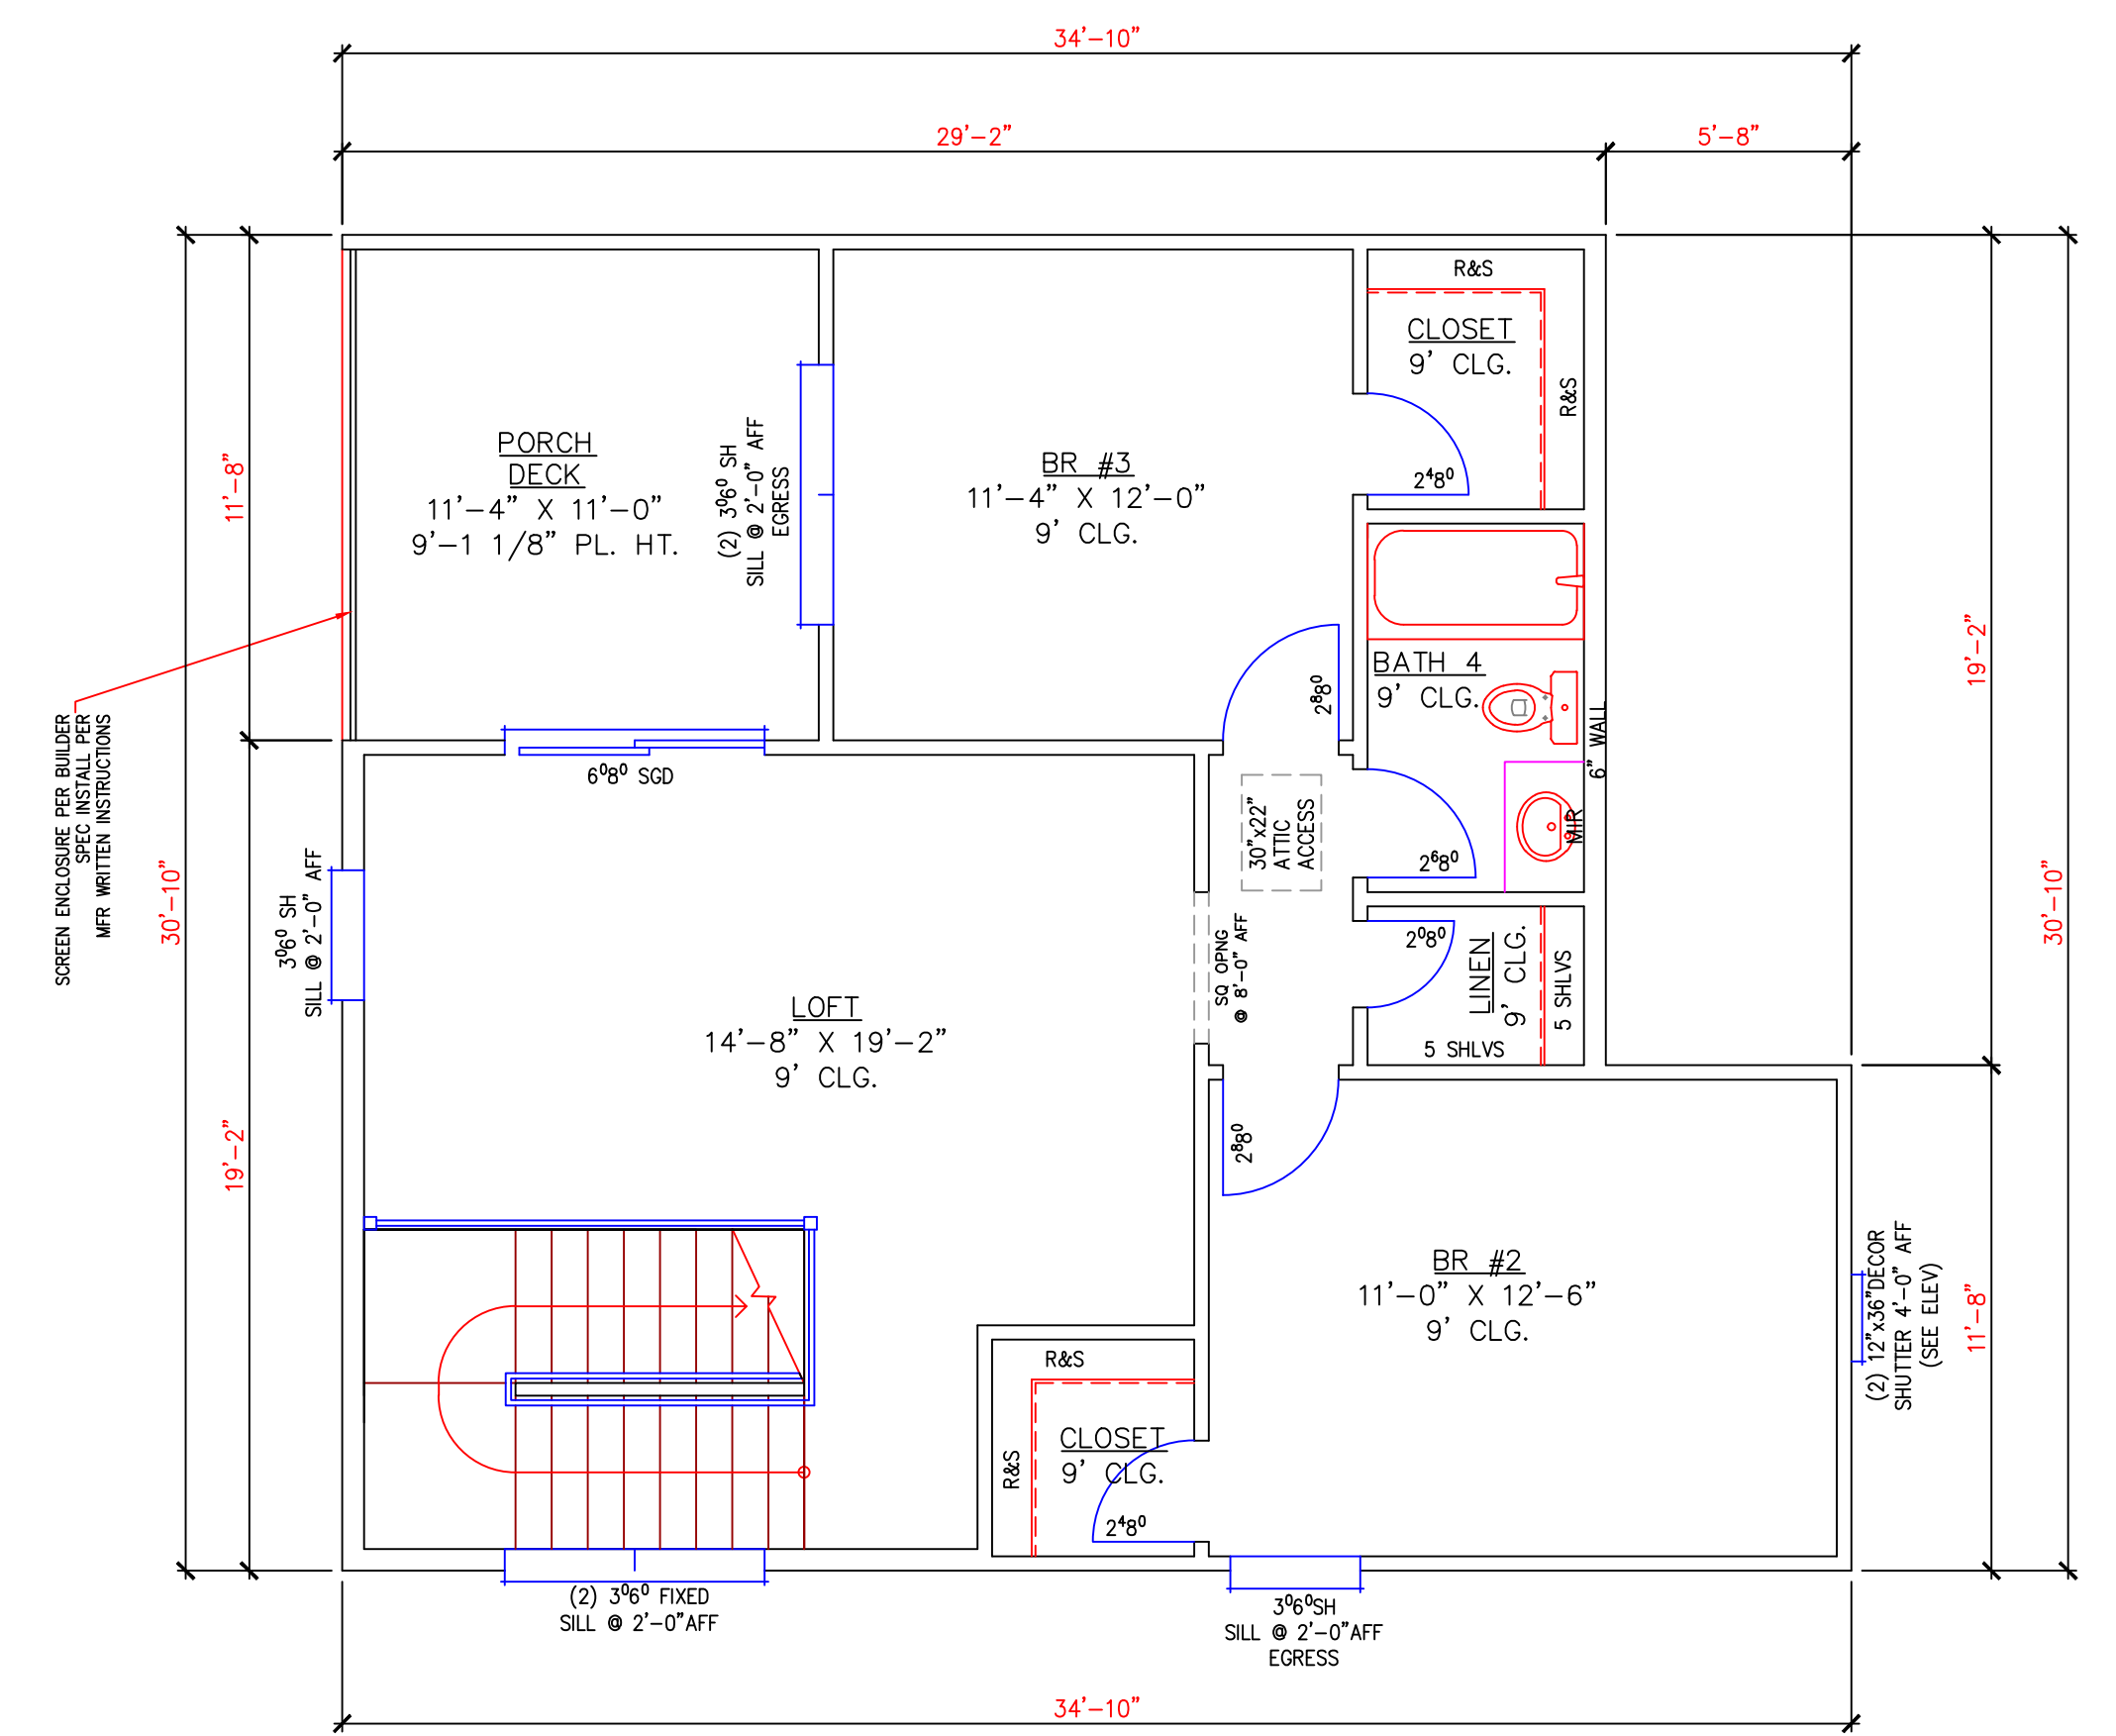 34'-10"
29'-2"
5'-8"
R&S
CLOSET
9' CLG.
R&S
2⁴8⁰
PORCH
DECK
11'-4" X 11'-0"
9'-1 1/8" PL. HT.
(2) 3⁰6⁰ SH
SILL @ 2'-0" AFF
EGRESS
BR #3
11'-4" X 12'-0"
9' CLG.
11'-8"
19'-2"
BATH 4
9' CLG.
2⁸8⁰
6" WALL
MIR
6⁰8⁰ SGD
SCREEN ENCLOSURE PER BUILDER
SPEC INSTALL PER
MFR WRITTEN INSTRUCTIONS
30"x22"
ATTIC
ACCESS
2⁶8⁰
30'-10"
30'-10"
3⁰6⁰ SH
SILL @ 2'-0" AFF
SQ OPNG
@ 8'-0" AFF
2⁰8⁰
LINEN
9' CLG.
5 SHLVS
5 SHLVS
LOFT
14'-8" X 19'-2"
9' CLG.
19'-2"
2⁸8⁰
BR #2
11'-0" X 12'-6"
9' CLG.
(2) 12"x36"DECOR
SHUTTER 4'-0" AFF
(SEE ELEV)
11'-8"
R&S
CLOSET
9' CLG.
R&S
2⁴8⁰
(2) 3⁰6⁰ FIXED
SILL @ 2'-0"AFF
3⁰6⁰SH
SILL @ 2'-0"AFF
EGRESS
34'-10"